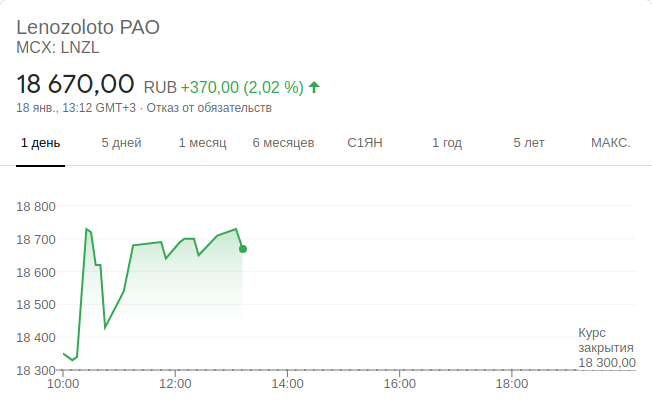 Lenozoloto PAO
MCX: LNZL
18 670,00 RUB +370,00 (2,02 %)
18 янв., 13:12 GMT+3 · Отказ от обязательств
1 день 5 дней 1 месяц 6 месяцев С1ЯН 1 год 5 лет МАКС.
18 800
18 700
18 600
18 500
18 400
Курс
закрытия
18 300,00
18 300
10:00 12:00 14:00 16:00 18:00